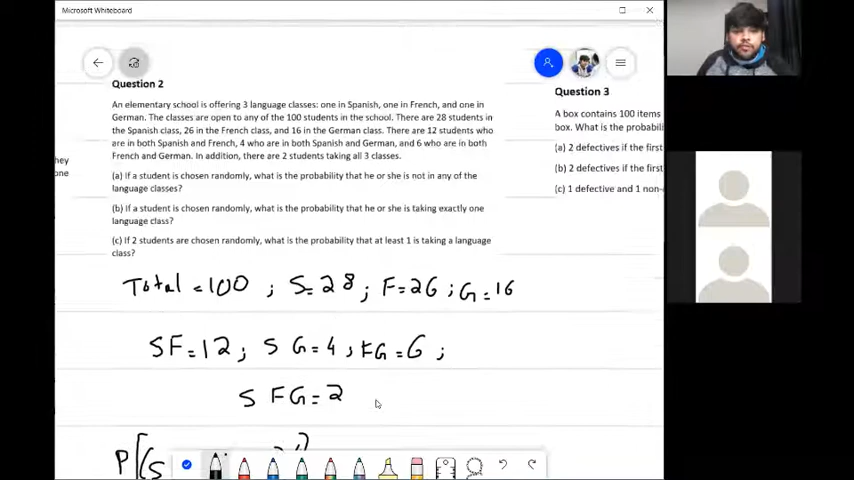 Microsoft Whiteboard
Question 2
An elementary school is offering 3 language classes: one in Spanish, one in French, and one in
German. The classes are open to any of the 100 students in the school. There are 28 students in
the Spanish class, 26 in the French class, and 16 in the German class. There are 12 students who
are in both Spanish and French, 4 who are in both Spanish and German, and 6 who are in both
French and German. In addition, there are 2 students taking all 3 classes.
(a) If a student is chosen randomly, what is the probability that he or she is not in any of the
language classes?
(b) If a student is chosen randomly, what is the probability that he or she is taking exactly one
language class?
(c) If 2 students are chosen randomly, what is the probability that at least 1 is taking a language
class?
they
one
Question 3
A box contains 100 items
box. What is the probabili
(a) 2 defectives if the first
(b) 2 defectives if the first
(c) 1 defective and 1 non-
Total = 100 ; S = 28 ; F = 26 ; G = 16
SF = 12 ; S G = 4 ; FG = 6 ;
S FG = 2
P[(S